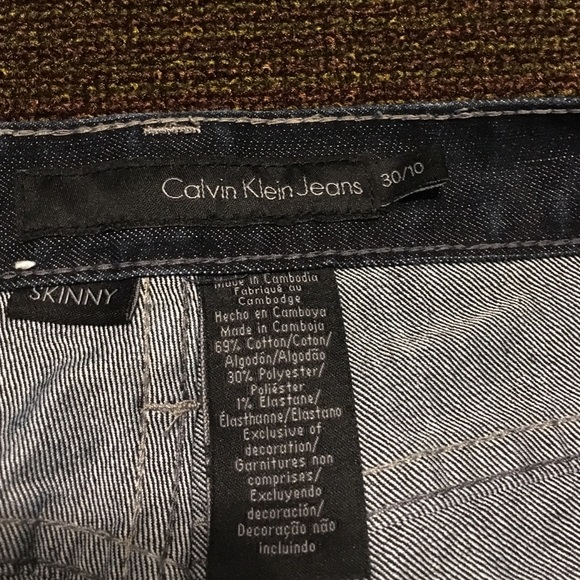 Calvin Klein Jeans
30/10
SKINNY
Made in Cambodia
Fabriqué au
Cambodge
Hecho en Camboya
Made in Camboja
69% Cotton/Coton/
Algodón/Algodão
30% Polyester/
Poliéster
1% Elastane/
Élasthanne/Elastano
Exclusive of
decoration/
Garnitures non
comprises/
Excluyendo
decoración/
Decoração não
incluindo